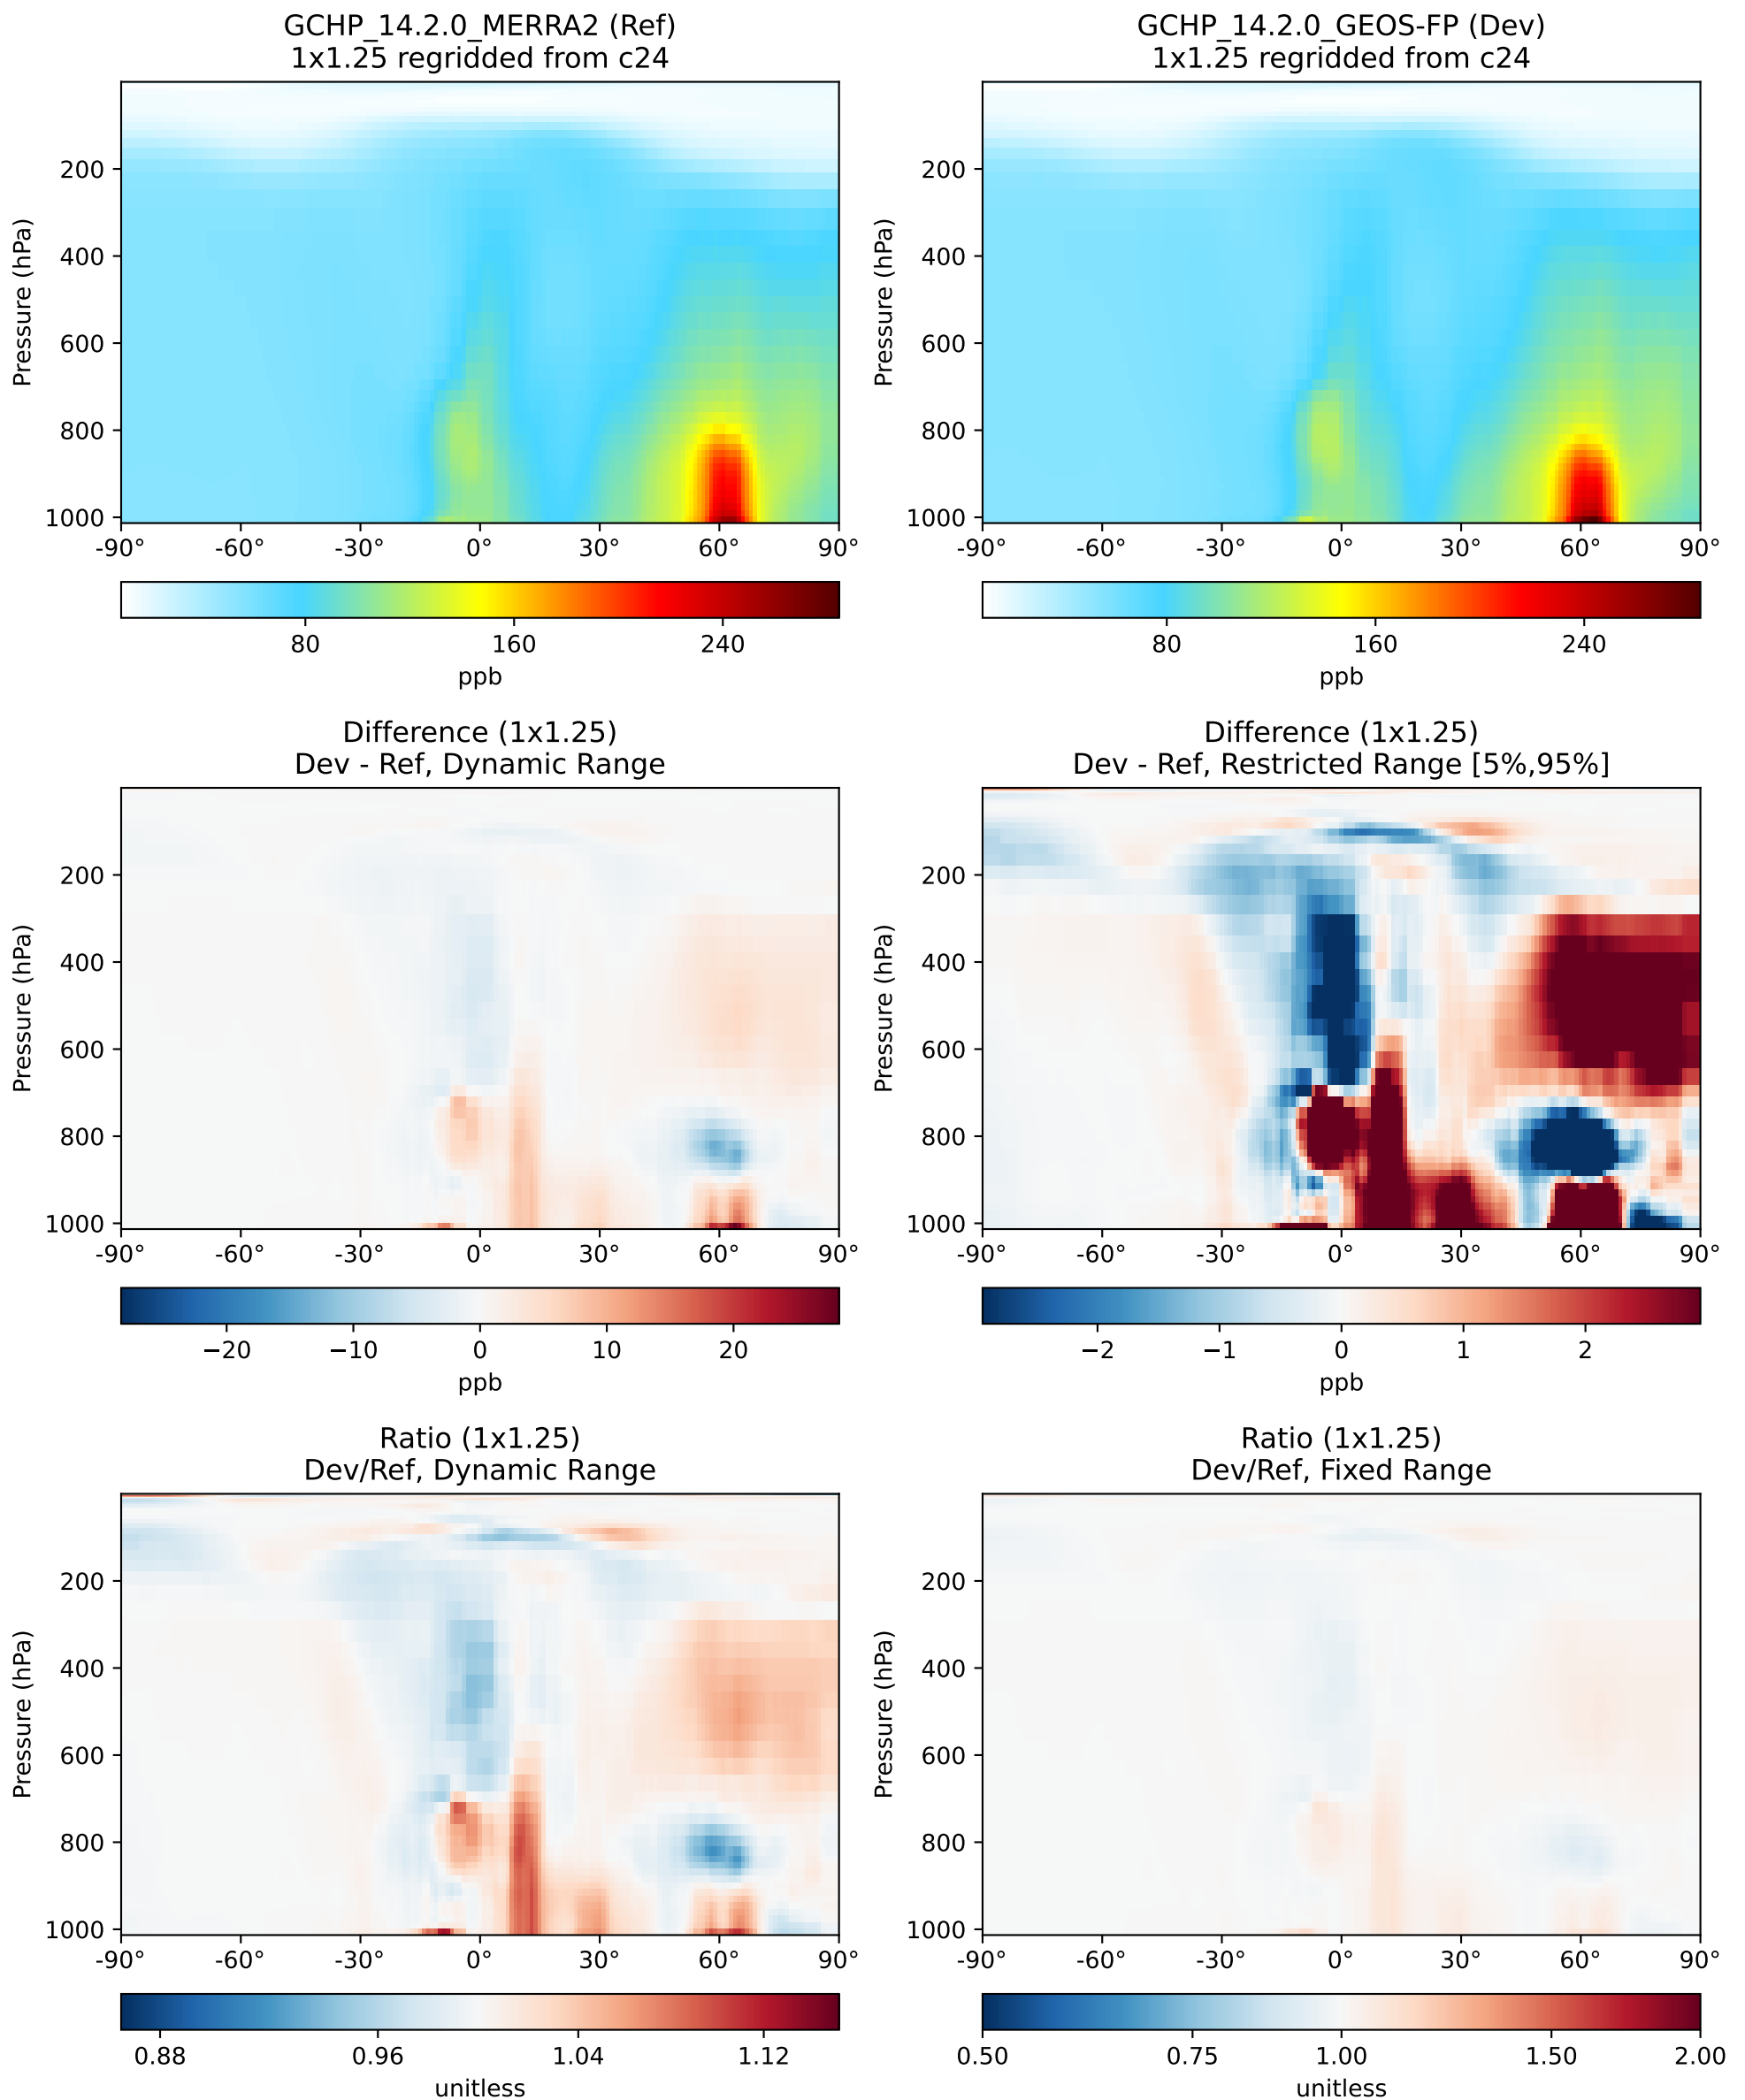 GCHP_14.2.0_MERRA2 (Ref)
1x1.25 regridded from c24
Pressure (hPa)
200
400
600
800
1000
-90° -60° -30° 0° 30° 60° 90°
80 160 240
ppb
GCHP_14.2.0_GEOS-FP (Dev)
1x1.25 regridded from c24
Pressure (hPa)
200
400
600
800
1000
-90° -60° -30° 0° 30° 60° 90°
80 160 240
ppb
Difference (1x1.25)
Dev - Ref, Dynamic Range
Pressure (hPa)
200
400
600
800
1000
-90° -60° -30° 0° 30° 60° 90°
−20 −10 0 10 20
ppb
Difference (1x1.25)
Dev - Ref, Restricted Range [5%,95%]
Pressure (hPa)
200
400
600
800
1000
-90° -60° -30° 0° 30° 60° 90°
−2 −1 0 1 2
ppb
Ratio (1x1.25)
Dev/Ref, Dynamic Range
Pressure (hPa)
200
400
600
800
1000
-90° -60° -30° 0° 30° 60° 90°
0.88 0.96 1.04 1.12
unitless
Ratio (1x1.25)
Dev/Ref, Fixed Range
Pressure (hPa)
200
400
600
800
1000
-90° -60° -30° 0° 30° 60° 90°
0.50 0.75 1.00 1.50 2.00
unitless